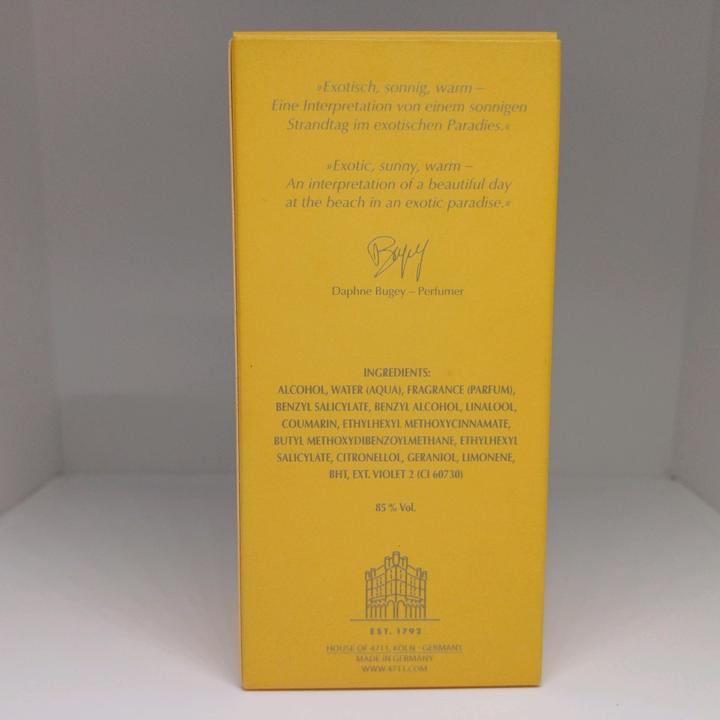 »Exotisch, sonnig, warm –
Eine Interpretation von einem sonnigen
Strandtag im exotischen Paradies.«
»Exotic, sunny, warm –
An interpretation of a beautiful day
at the beach in an exotic paradise.«
Bugey
Daphne Bugey – Perfumer
INGREDIENTS:
ALCOHOL, WATER (AQUA), FRAGRANCE (PARFUM),
BENZYL SALICYLATE, BENZYL ALCOHOL, LINALOOL,
COUMARIN, ETHYLHEXYL METHOXYCINNAMATE,
BUTYL METHOXYDIBENZOYLMETHANE, ETHYLHEXYL
SALICYLATE, CITRONELLOL, GERANIOL, LIMONENE,
BHT, EXT. VIOLET 2 (CI 60730)
85 % Vol.
EST. 1792
HOUSE OF 4711, KÖLN - GERMANY
MADE IN GERMANY
WWW.4711.COM